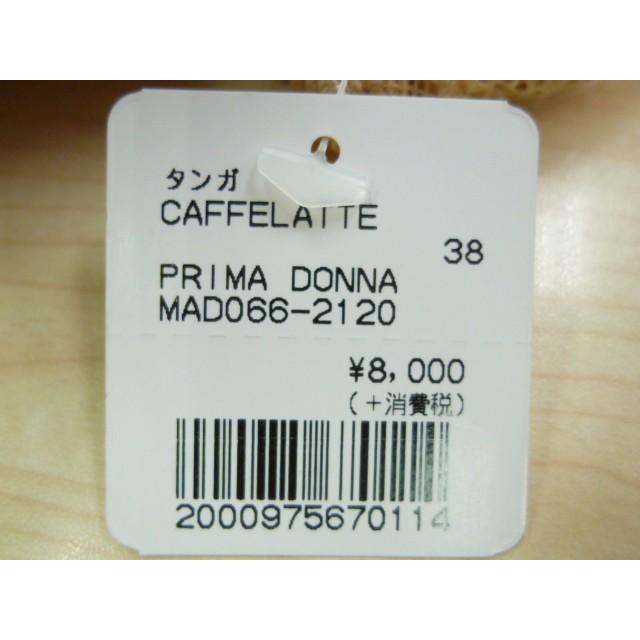 タンガ
CAFFELATTE
38
PRIMA DONNA
MAD066-2120
¥8,000
(+消費税)
2000975670114